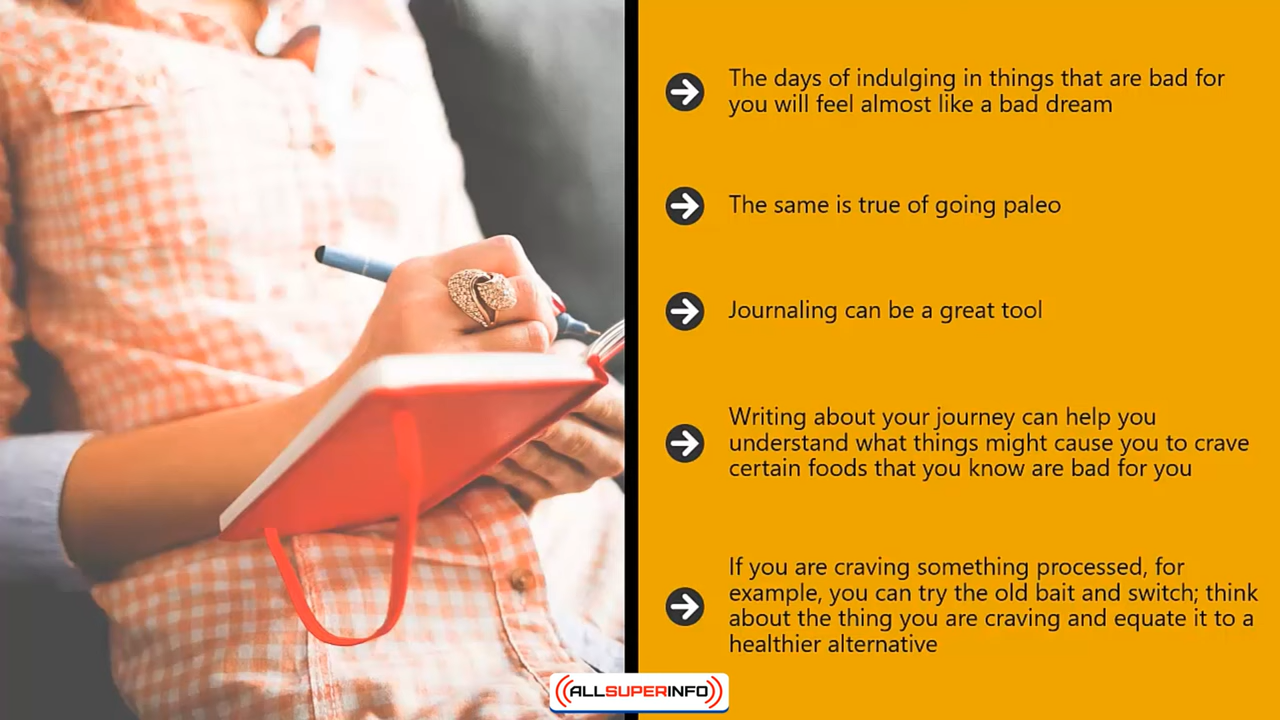 The days of indulging in things that are bad for
you will feel almost like a bad dream
The same is true of going paleo
Journaling can be a great tool
Writing about your journey can help you
understand what things might cause you to crave
certain foods that you know are bad for you
If you are craving something processed, for
example, you can try the old bait and switch; think
about the thing you are craving and equate it to a
healthier alternative
ALLSUPERINFO